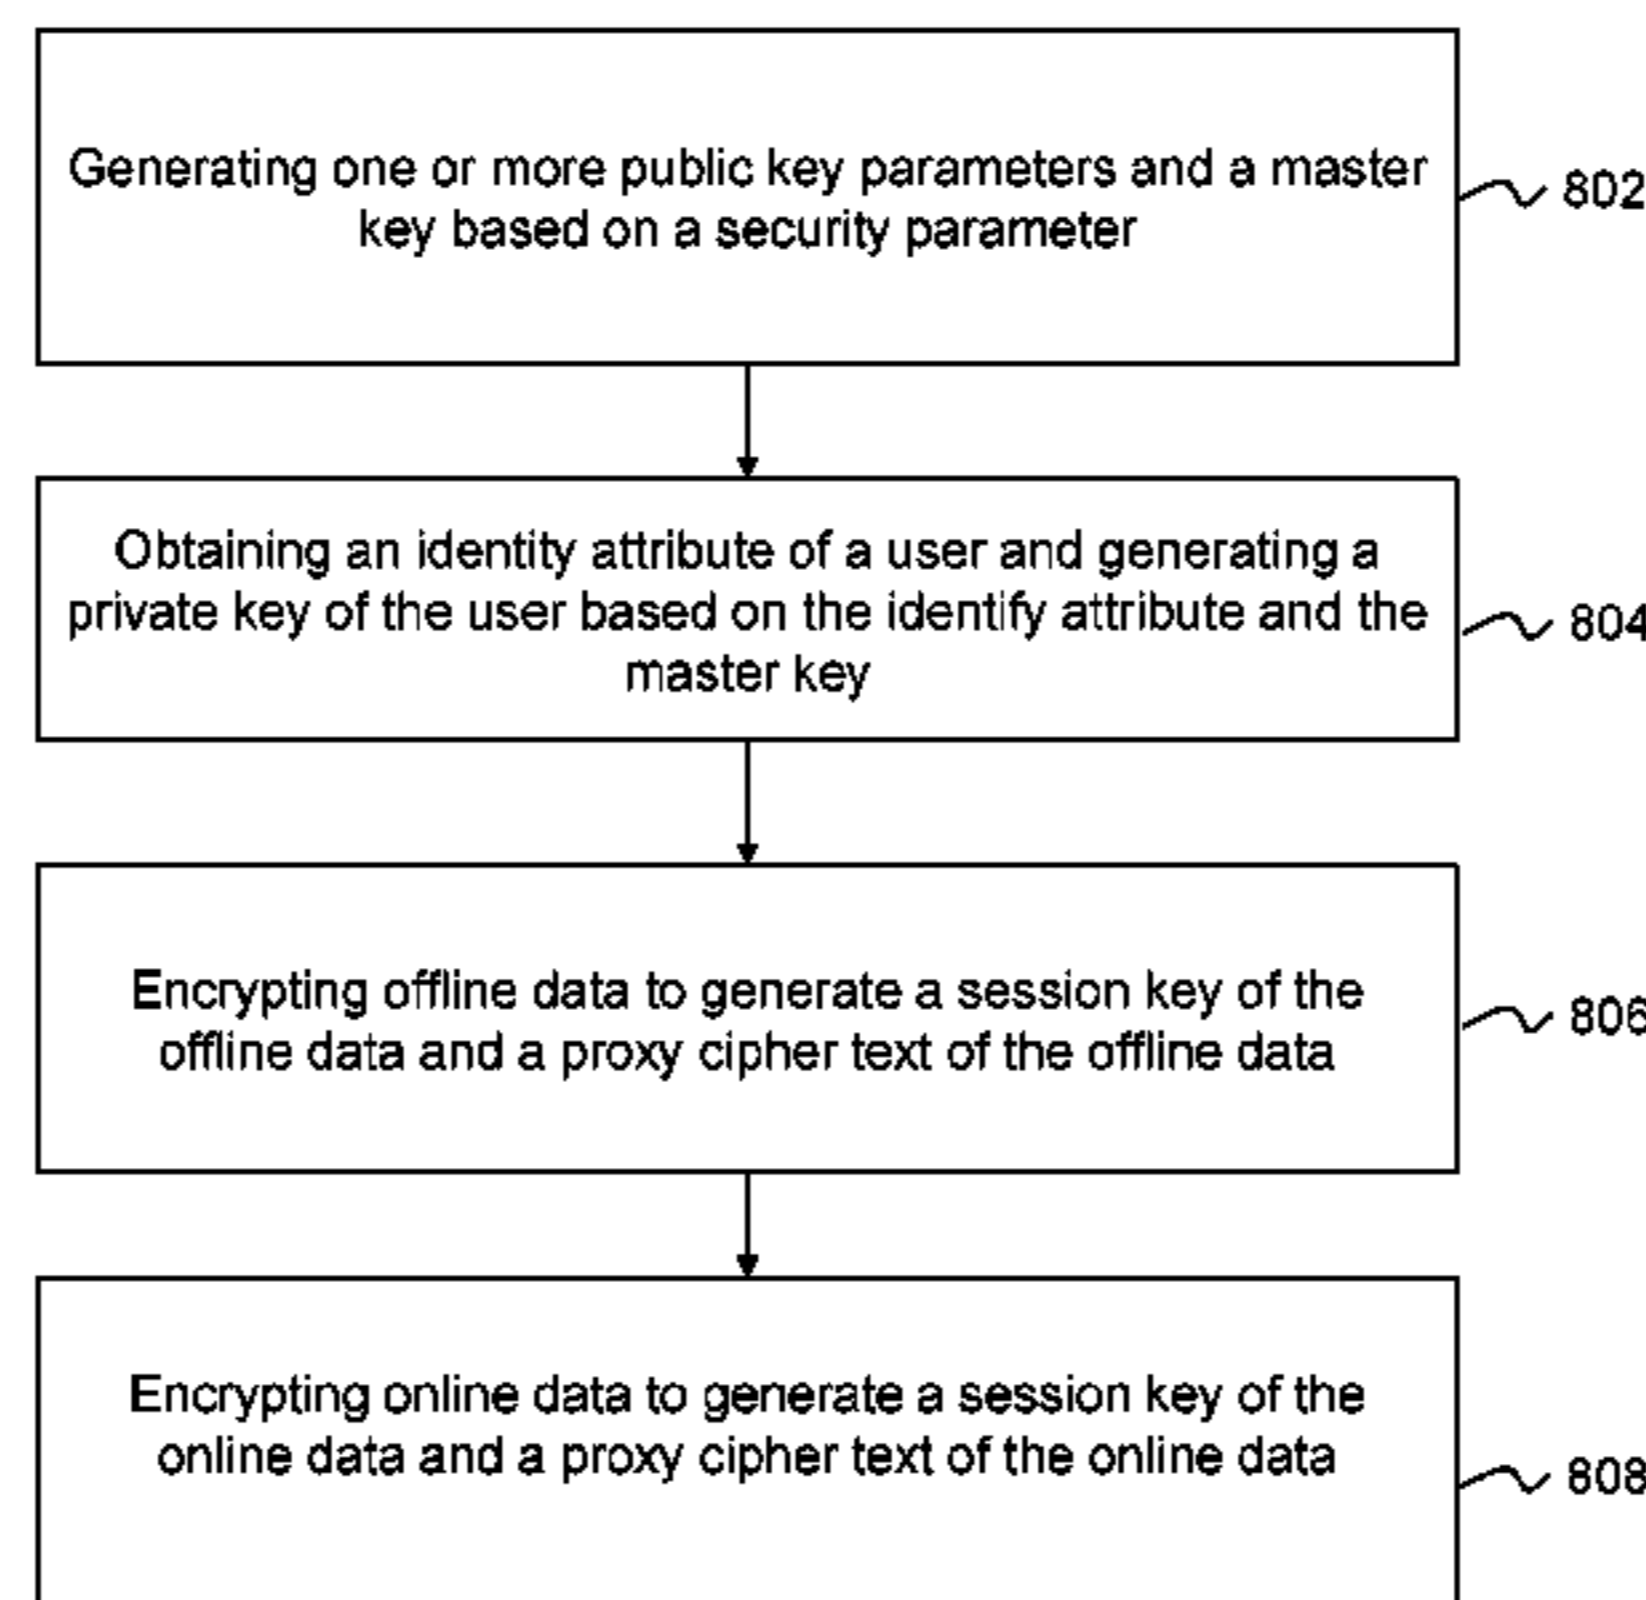 Generating one or more public key parameters and a master
key based on a security parameter
802
Obtaining an identity attribute of a user and generating a
private key of the user based on the identify attribute and the
master key
804
Encrypting offline data to generate a session key of the
offline data and a proxy cipher text of the offline data
806
Encrypting online data to generate a session key of the
online data and a proxy cipher text of the online data
808